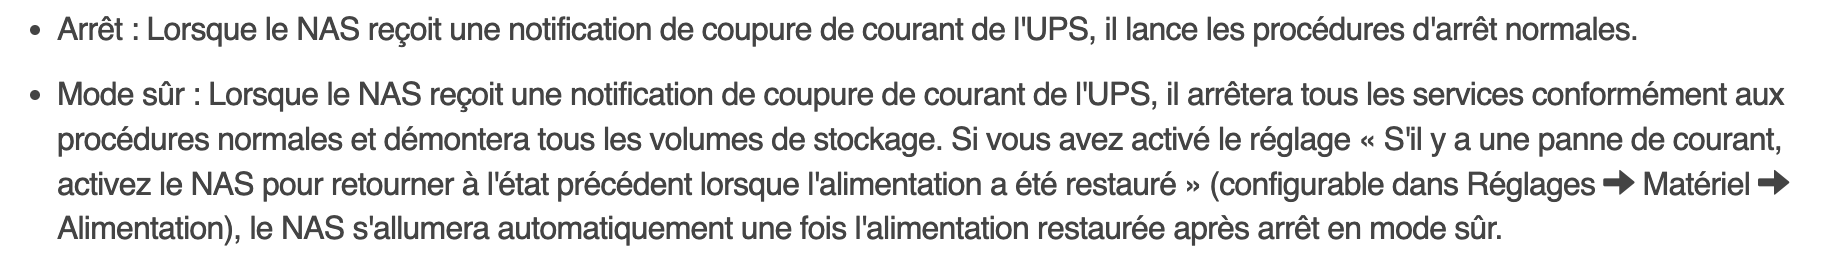 • Arrêt : Lorsque le NAS reçoit une notification de coupure de courant de l'UPS, il lance les procédures d'arrêt normales.
• Mode sûr : Lorsque le NAS reçoit une notification de coupure de courant de l'UPS, il arrêtera tous les services conformément aux
procédures normales et démontera tous les volumes de stockage. Si vous avez activé le réglage « S'il y a une panne de courant,
activez le NAS pour retourner à l'état précédent lorsque l'alimentation a été restauré » (configurable dans Réglages ➡ Matériel ➡
Alimentation), le NAS s'allumera automatiquement une fois l'alimentation restaurée après arrêt en mode sûr.